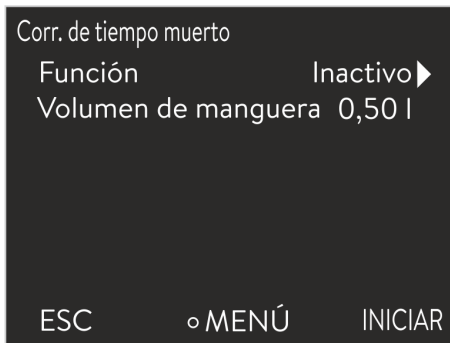 Corr. de tiempo muerto
Función Inactivo
Volumen de manguera 0,50 l
ESC MENÚ INICIAR